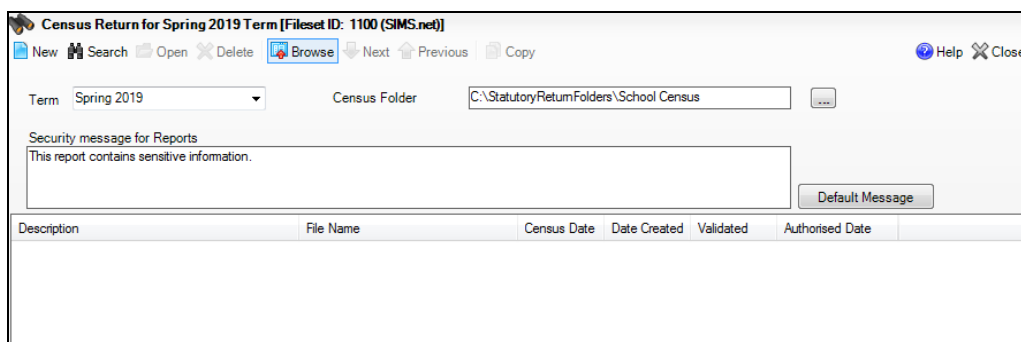 Census Return for Spring 2019 Term [Fileset ID: 1100 (SIMS.net)]
New Search Open Delete Browse Next Previous Copy Help Close
Term Spring 2019 Census Folder C:\StatutoryReturnFolders\School Census ...
Security message for Reports
This report contains sensitive information.
Default Message
Description File Name Census Date Date Created Validated Authorised Date